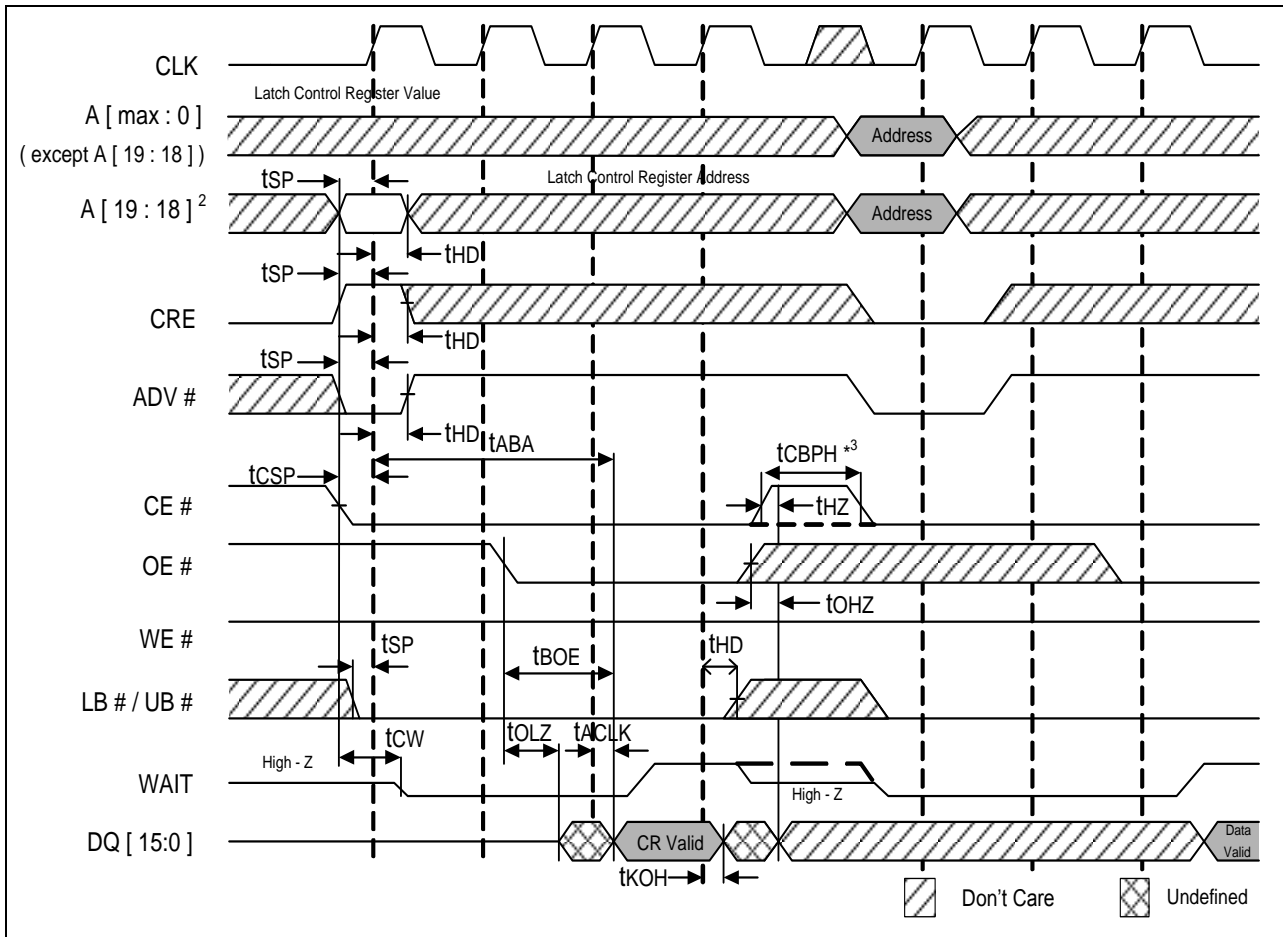 CLK
Latch Control Register Value
A [ max : 0 ]
( except A [ 19 : 18 ] )
Address
tSP
Latch Control Register Address
A [ 19 : 18 ] 2
Address
tHD
tSP
CRE
tHD
tSP
ADV #
tHD
tABA
tCBPH *3
tCSP
CE #
tHZ
OE #
tOHZ
WE #
tSP
tHD
tBOE
LB # / UB #
tCW
tOLZ
tACLK
High - Z
WAIT
High - Z
DQ [ 15:0 ]
CR Valid
Data
Valid
tKOH
Don't Care
Undefined